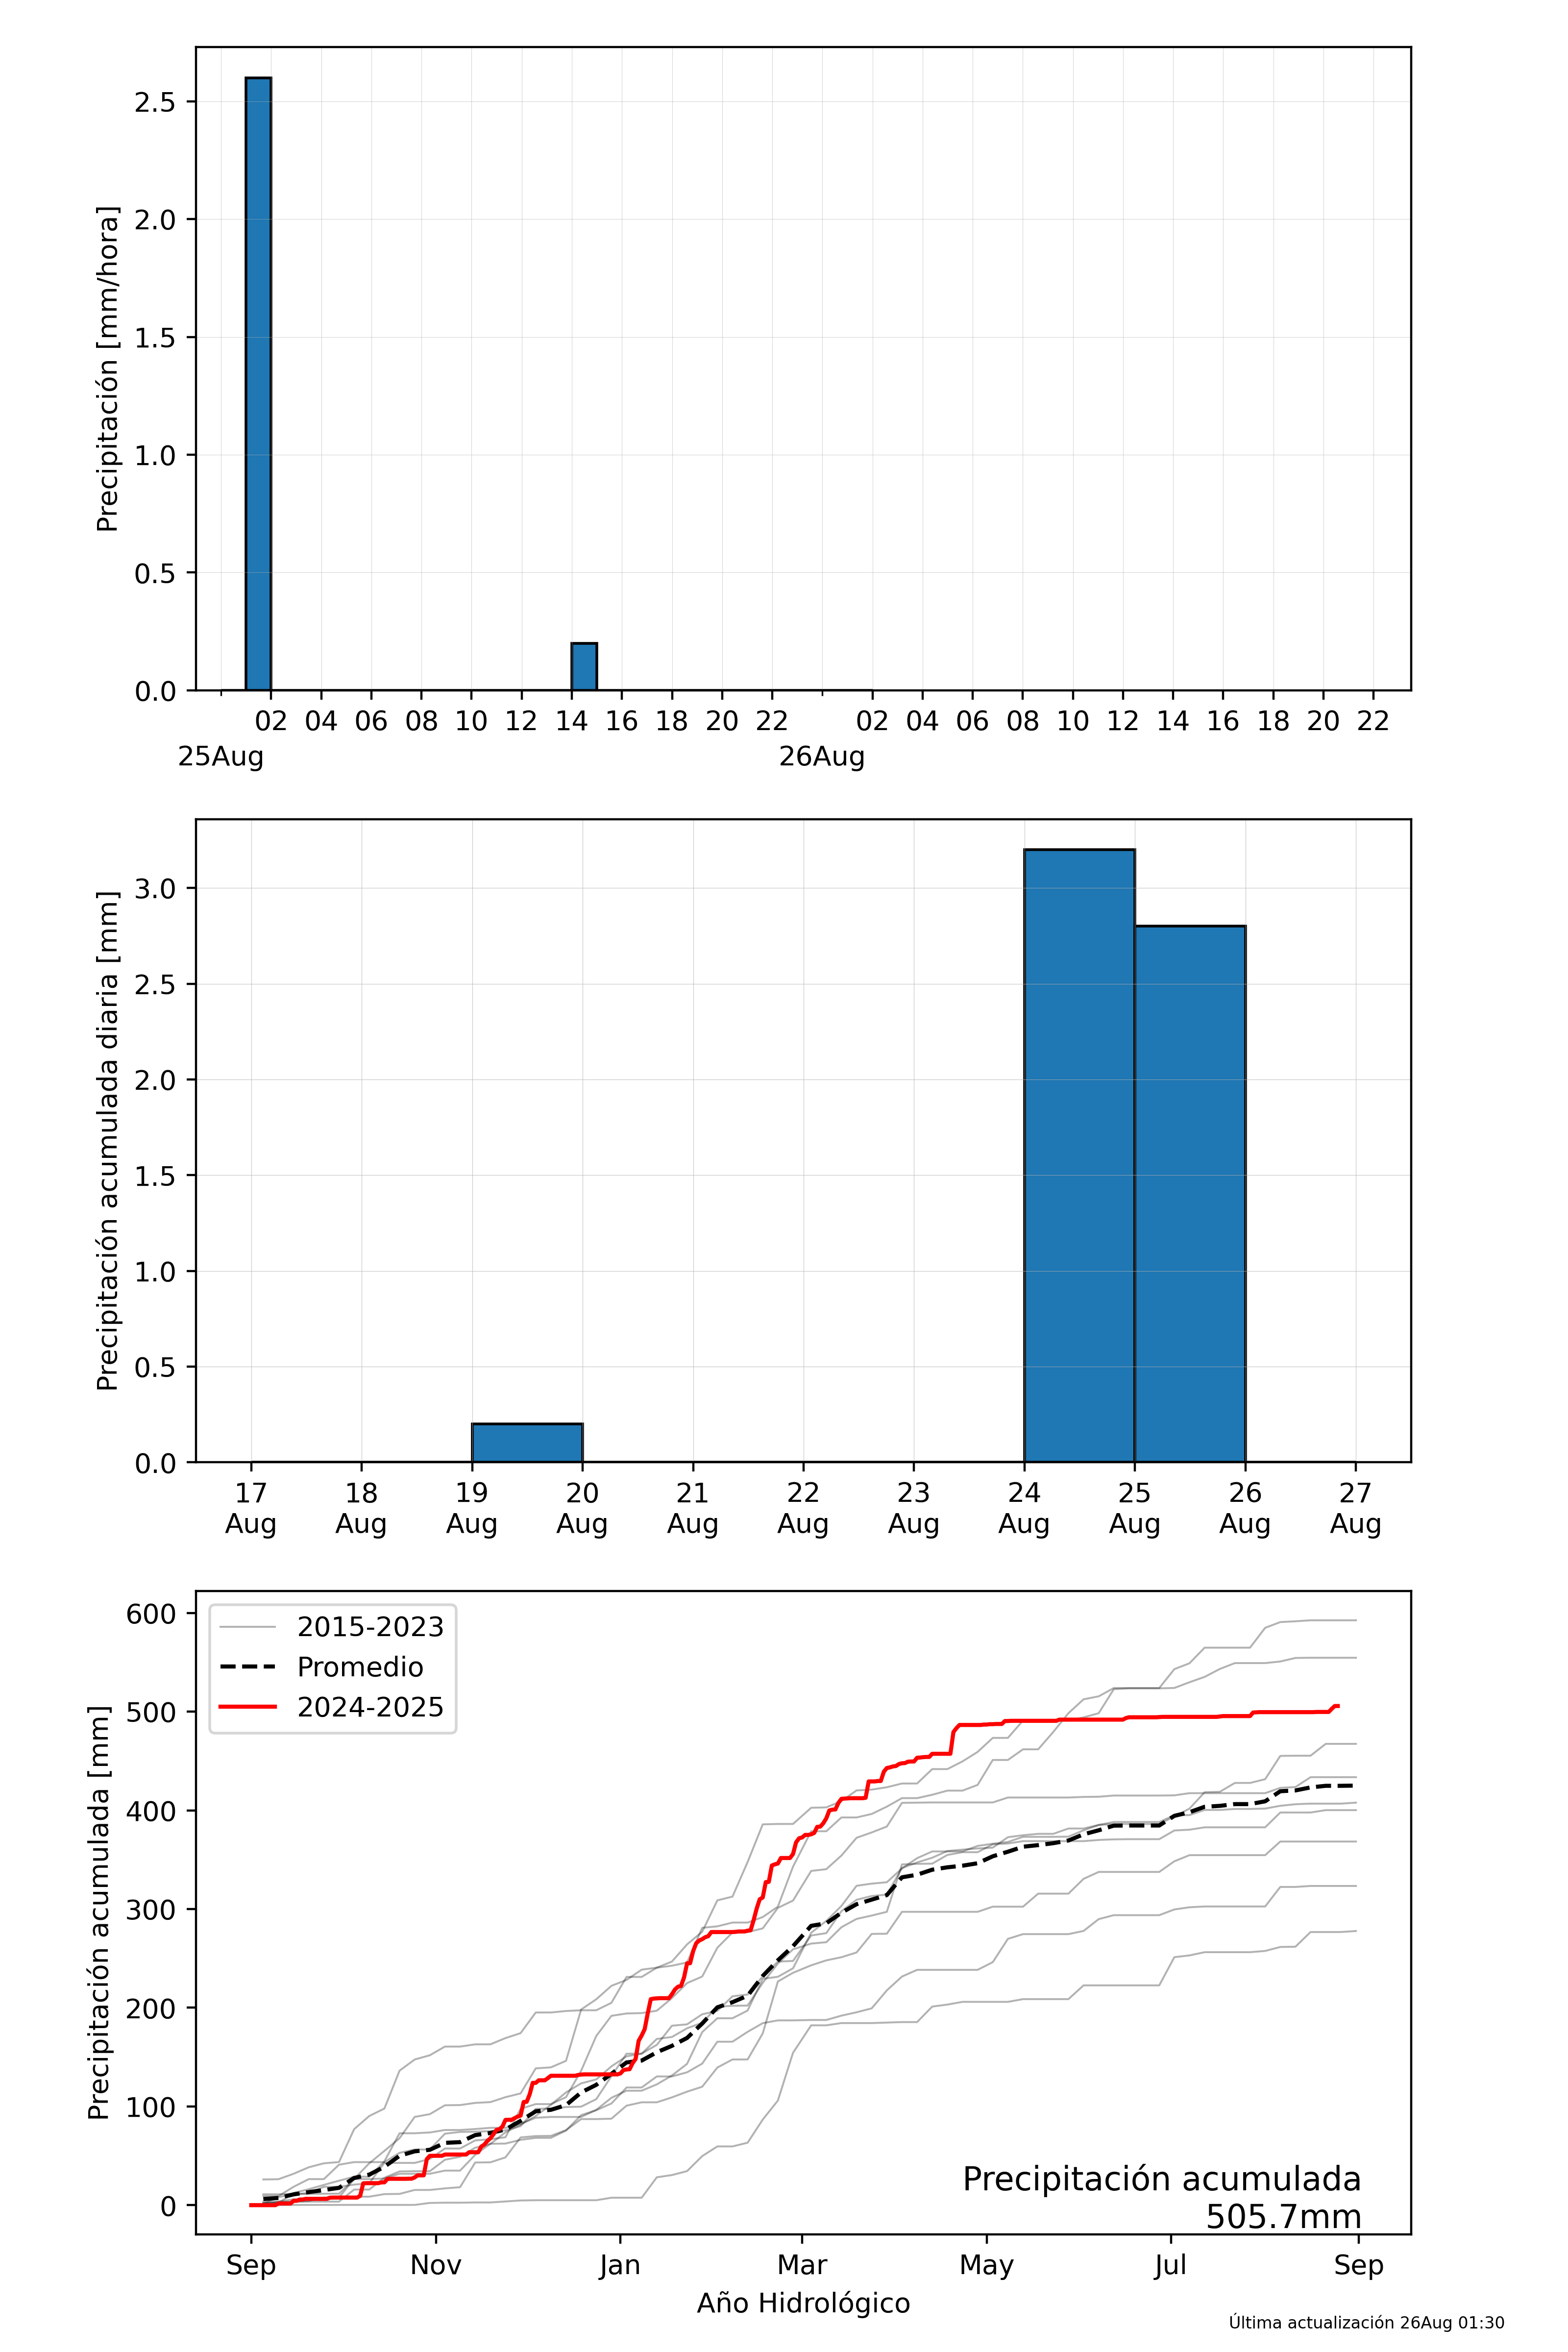 Precipitación [mm/hora]
2.5
2.0
1.5
1.0
0.5
0.0
02 04 06 08 10 12 14 16 18 20 22 02 04 06 08 10 12 14 16 18 20 22
25Aug 26Aug
Precipitación acumulada diaria [mm]
3.0
2.5
2.0
1.5
1.0
0.5
0.0
17 18 19 20 21 22 23 24 25 26 27
Aug Aug Aug Aug Aug Aug Aug Aug Aug Aug Aug
Precipitación acumulada [mm]
600
500
400
300
200
100
0
2015-2023
Promedio
2024-2025
Precipitación acumulada
505.7mm
Sep Nov Jan Mar May Jul Sep
Año Hidrológico
Última actualización 26Aug 01:30